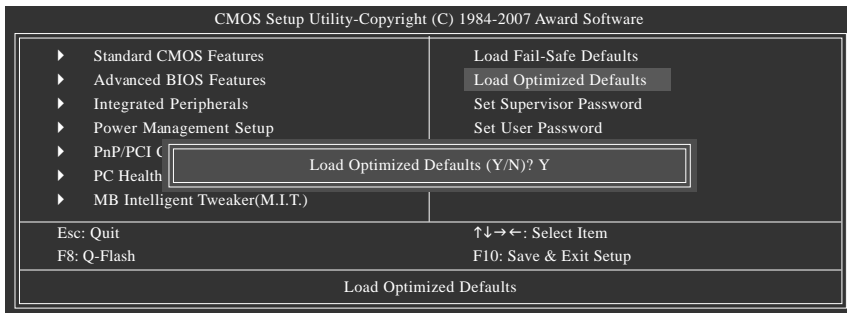 CMOS Setup Utility-Copyright (C) 1984-2007 Award Software
Standard CMOS Features
Advanced BIOS Features
Integrated Peripherals
Power Management Setup
PnP/PCI
PC Health
MB Intelligent Tweaker(M.I.T.)
Load Fail-Safe Defaults
Load Optimized Defaults
Set Supervisor Password
Set User Password
Load Optimized Defaults (Y/N)? Y
Esc: Quit
↑↓→←: Select Item
F8: Q-Flash
F10: Save & Exit Setup
Load Optimized Defaults